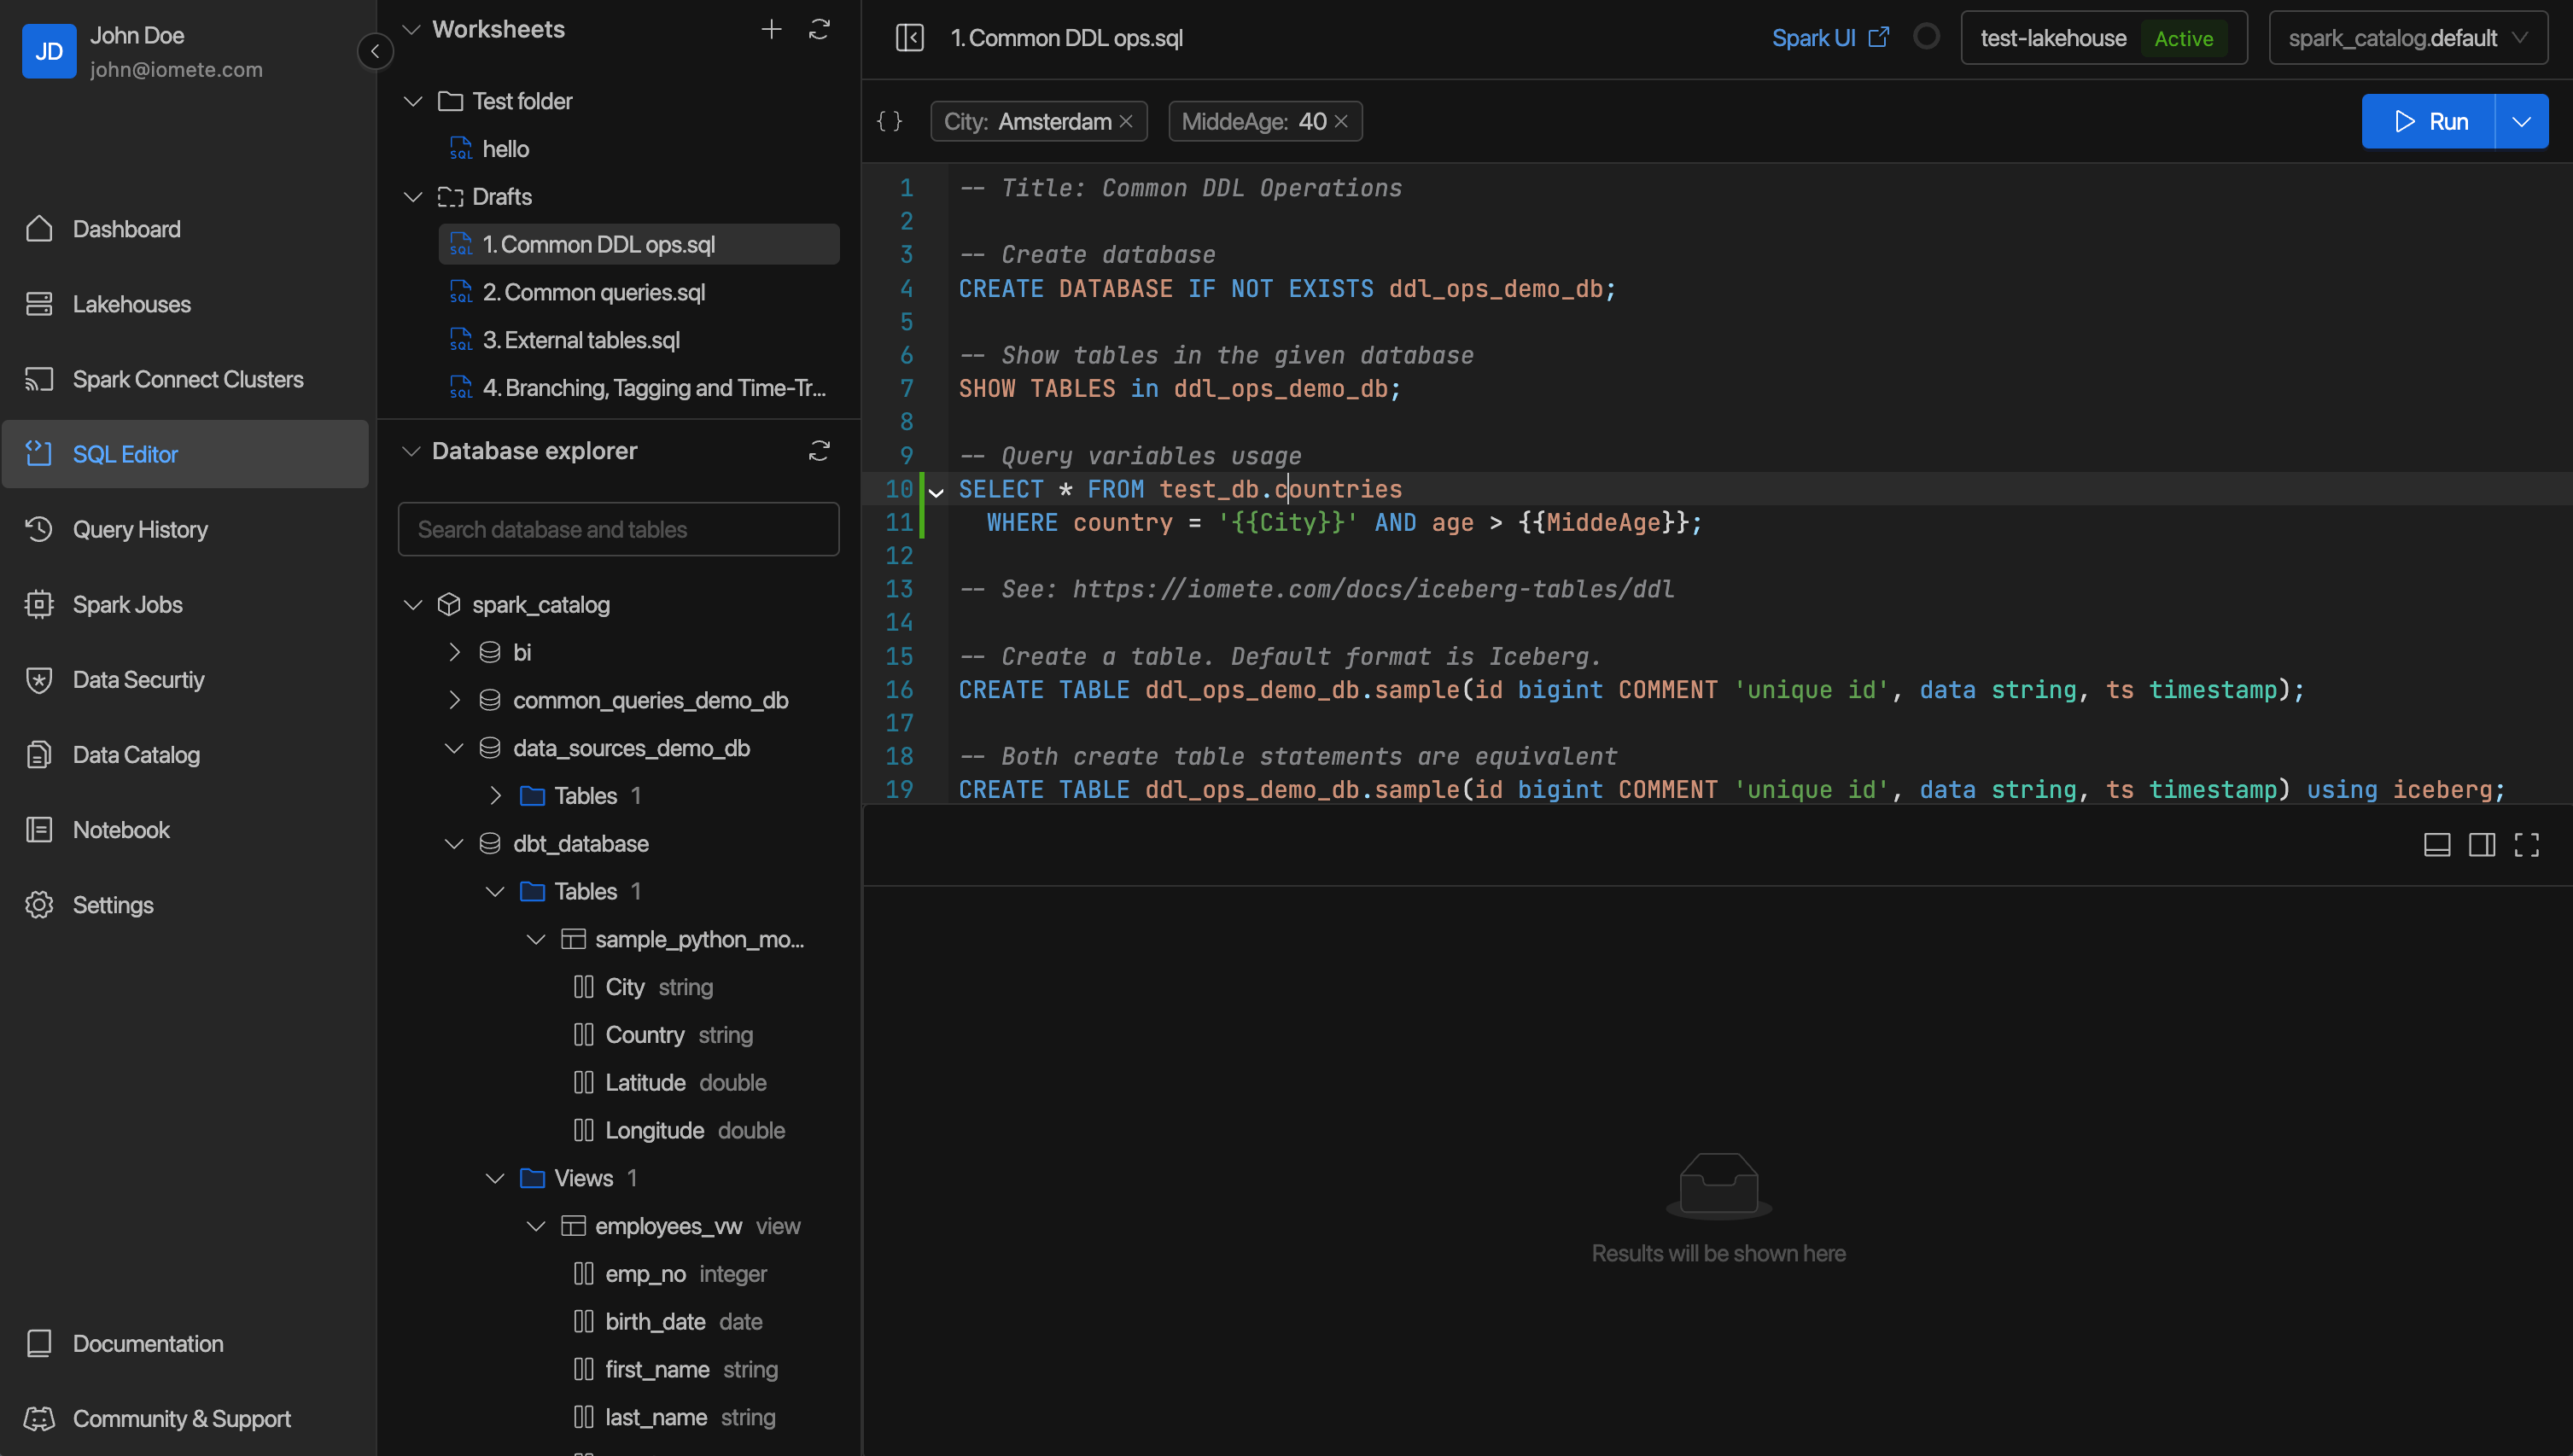 JD
John Doe
john@iomete.com
Dashboard
Lakehouses
Spark Connect Clusters
SQL Editor
Query History
Spark Jobs
Data Securtiy
Data Catalog
Notebook
Settings
Documentation
Community & Support
Worksheets
Test folder
SQL hello
Drafts
SQL 1. Common DDL ops.sql
SQL 2. Common queries.sql
SQL 3. External tables.sql
SQL 4. Branching, Tagging and Time-Tr...
Database explorer
Search database and tables
spark_catalog
bi
common_queries_demo_db
data_sources_demo_db
Tables 1
dbt_database
Tables 1
sample_python_mo...
City string
Country string
Latitude double
Longitude double
Views 1
employees_vw view
emp_no integer
birth_date date
first_name string
last_name string
1. Common DDL ops.sql
Spark UI
test-lakehouse Active
spark_catalog.default
{ } City: Amsterdam MiddeAge: 40
Run
1 -- Title: Common DDL Operations
2
3 -- Create database
4 CREATE DATABASE IF NOT EXISTS ddl_ops_demo_db;
5
6 -- Show tables in the given database
7 SHOW TABLES in ddl_ops_demo_db;
8
9 -- Query variables usage
10 SELECT * FROM test_db.countries
11 WHERE country = '{{City}}' AND age > {{MiddeAge}};
12
13 -- See: https://iomete.com/docs/iceberg-tables/ddl
14
15 -- Create a table. Default format is Iceberg.
16 CREATE TABLE ddl_ops_demo_db.sample(id bigint COMMENT 'unique id', data string, ts timestamp);
17
18 -- Both create table statements are equivalent
19 CREATE TABLE ddl_ops_demo_db.sample(id bigint COMMENT 'unique id', data string, ts timestamp) using iceberg;
Results will be shown here